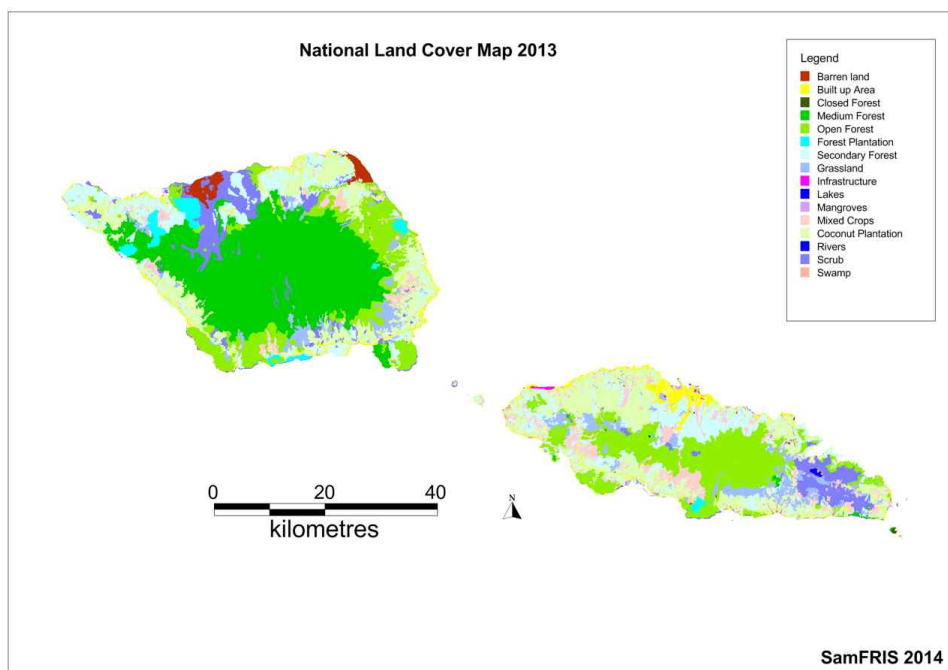 National Land Cover Map 2013
Legend
Barren land
Built up Area
Closed Forest
Medium Forest
Open Forest
Forest Plantation
Secondary Forest
Grassland
Infrastructure
Lakes
Mangroves
Mixed Crops
Coconut Plantation
Rivers
Scrub
Swamp
0 20 40
kilometres
N
SamFRIS 2014